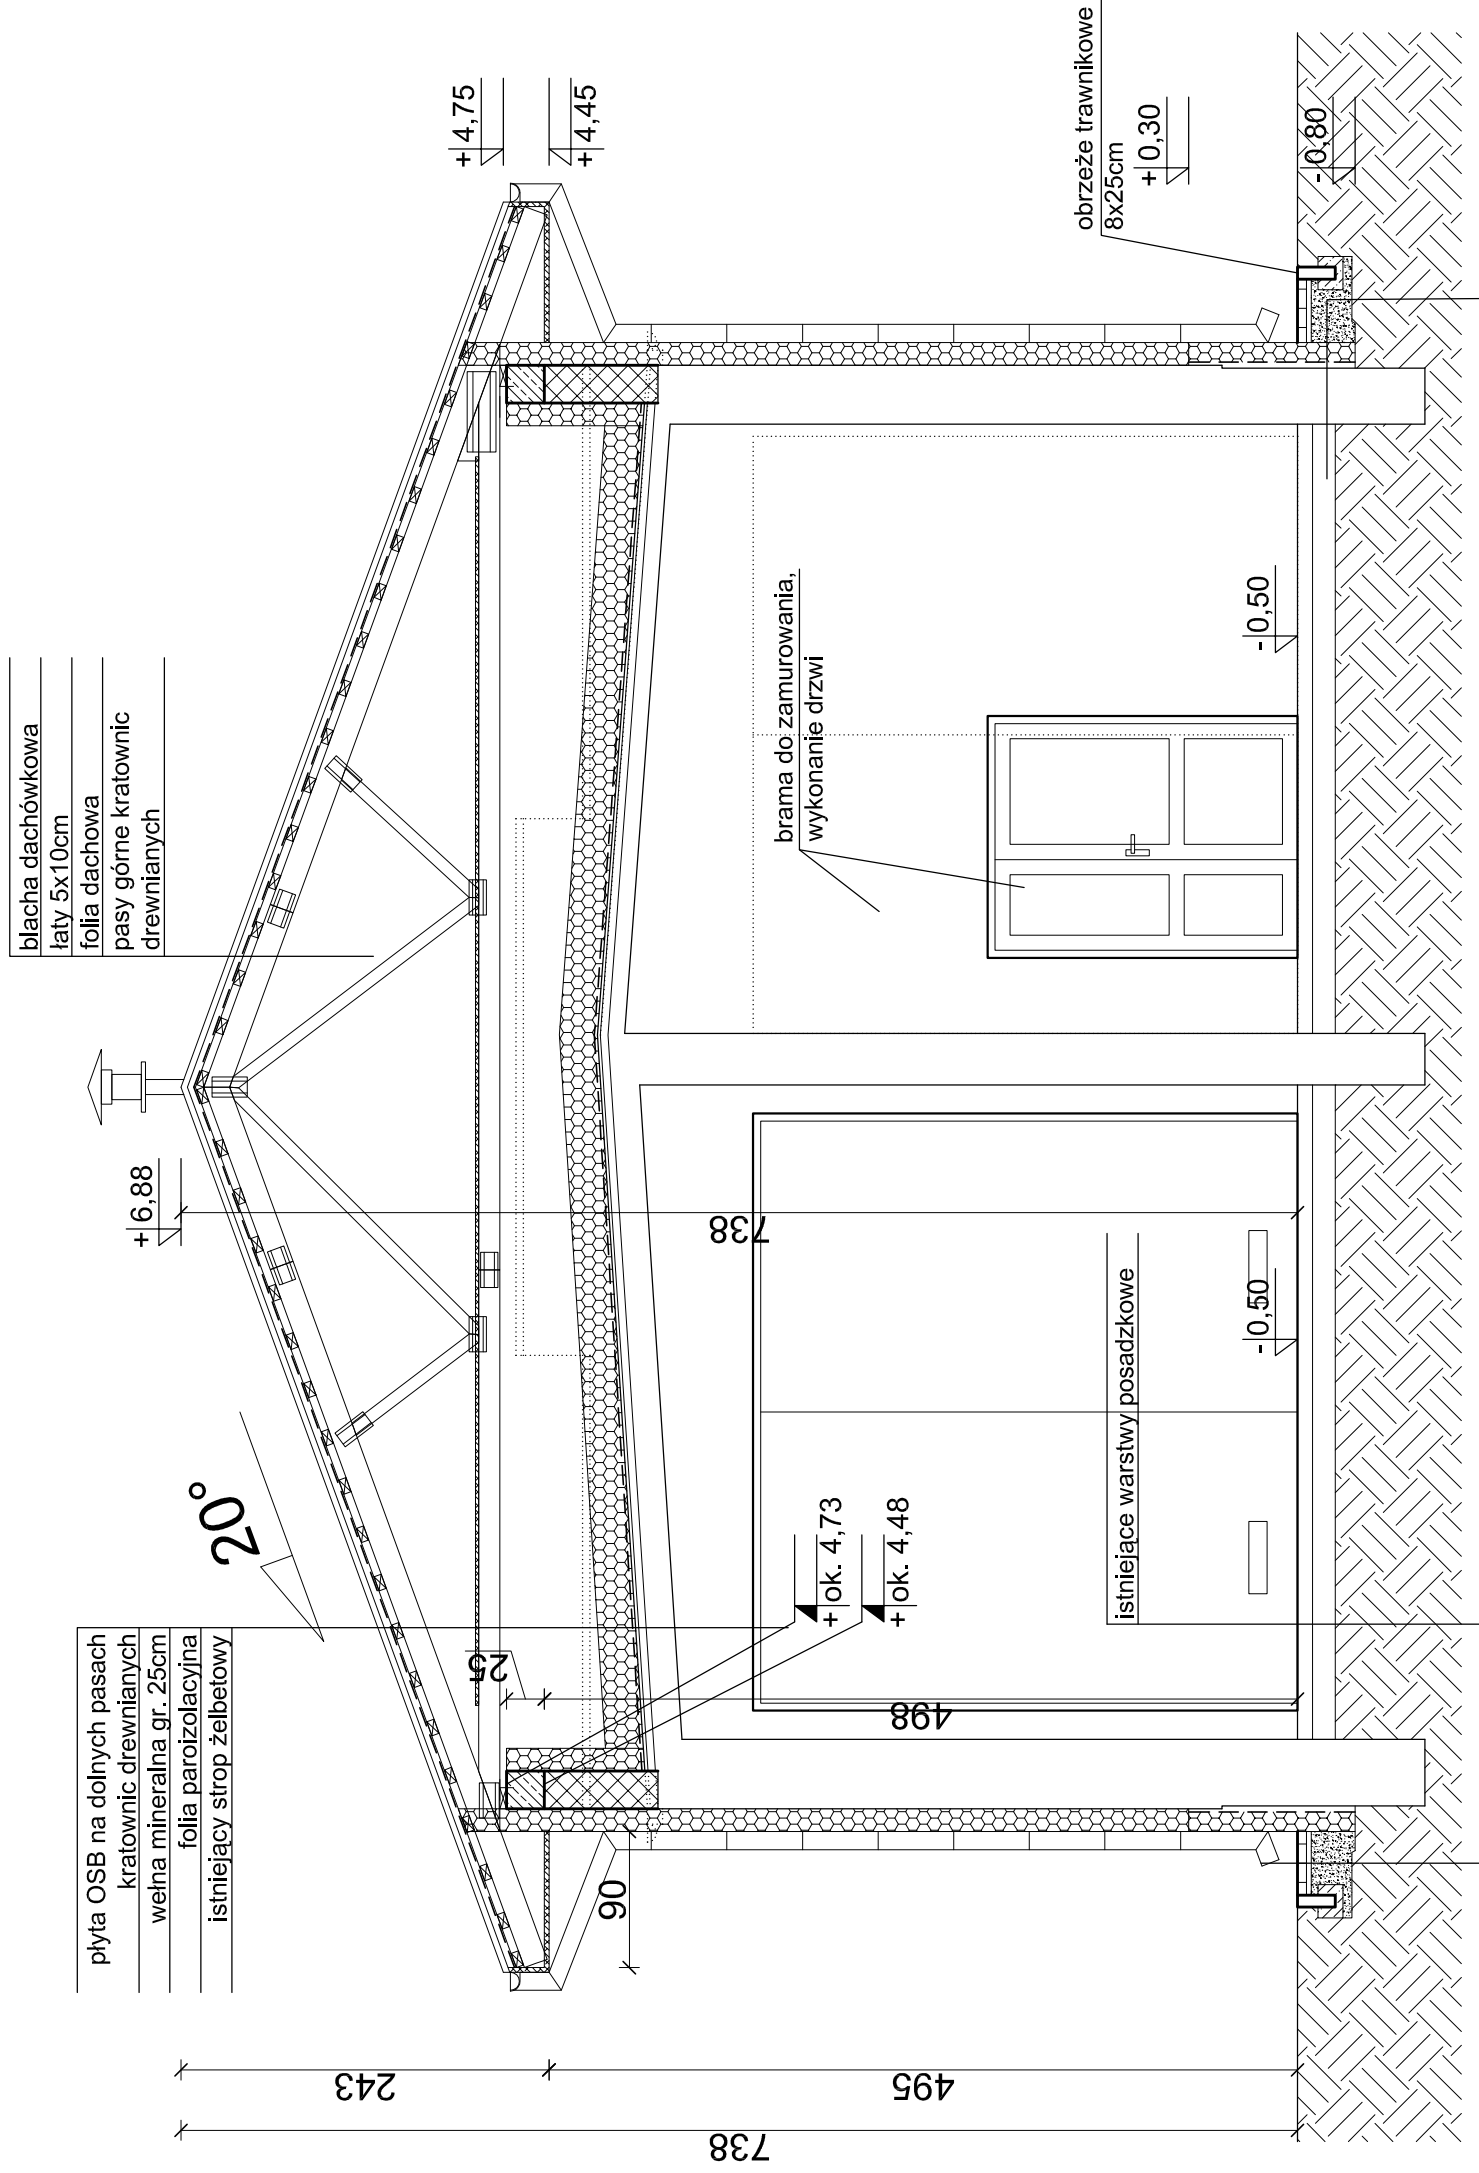 płyta OSB na dolnych pasach
kratownic drewnianych
wełna mineralna gr. 25cm
folia paroizolacyjna
istniejący strop żelbetowy
20°
blacha dachówkowa
łaty 5x10cm
folia dachowa
pasy górne kratownic
drewnianych
+ 6,88
+ 4,75
+ 4,45
243
495
738
90
25
498
738
+ ok. 4,73
+ ok. 4,48
brama do zamurowania,
wykonanie drzwi
istniejące warstwy posadzkowe
- 0,50
- 0,50
obrzeże trawnikowe
8x25cm
+ 0,30
- 0,80